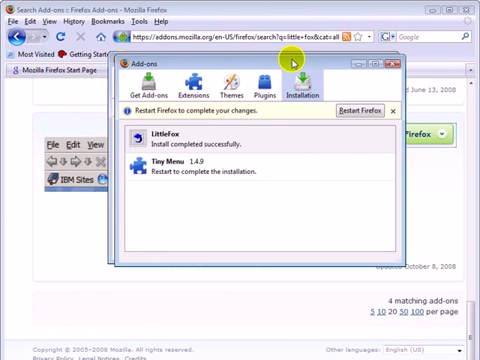 Search Add-ons :: Firefox Add-ons - Mozilla Firefox
File Edit View History Bookmarks Tools Help
https://addons.mozilla.org/en-US/firefox/search?q=little+fox&cat=all
Google
Most Visited Getting Started
Mozilla Firefox Start Page
June 13, 2008
Add-ons
Get Add-ons Extensions Themes Plugins Installation
Restart Firefox to complete your changes. Restart Firefox
LittleFox
Install completed successfully.
Tiny Menu 1.4.9
Restart to complete the installation.
File Edit View
IBM Sites
Firefox
Updated October 8, 2008
4 matching add-ons
5 10 20 50 100 per page
Copyright © 2005-2008 Mozilla. All rights reserved.
Other languages: English (US)
Privacy Policy Legal Notices Credits